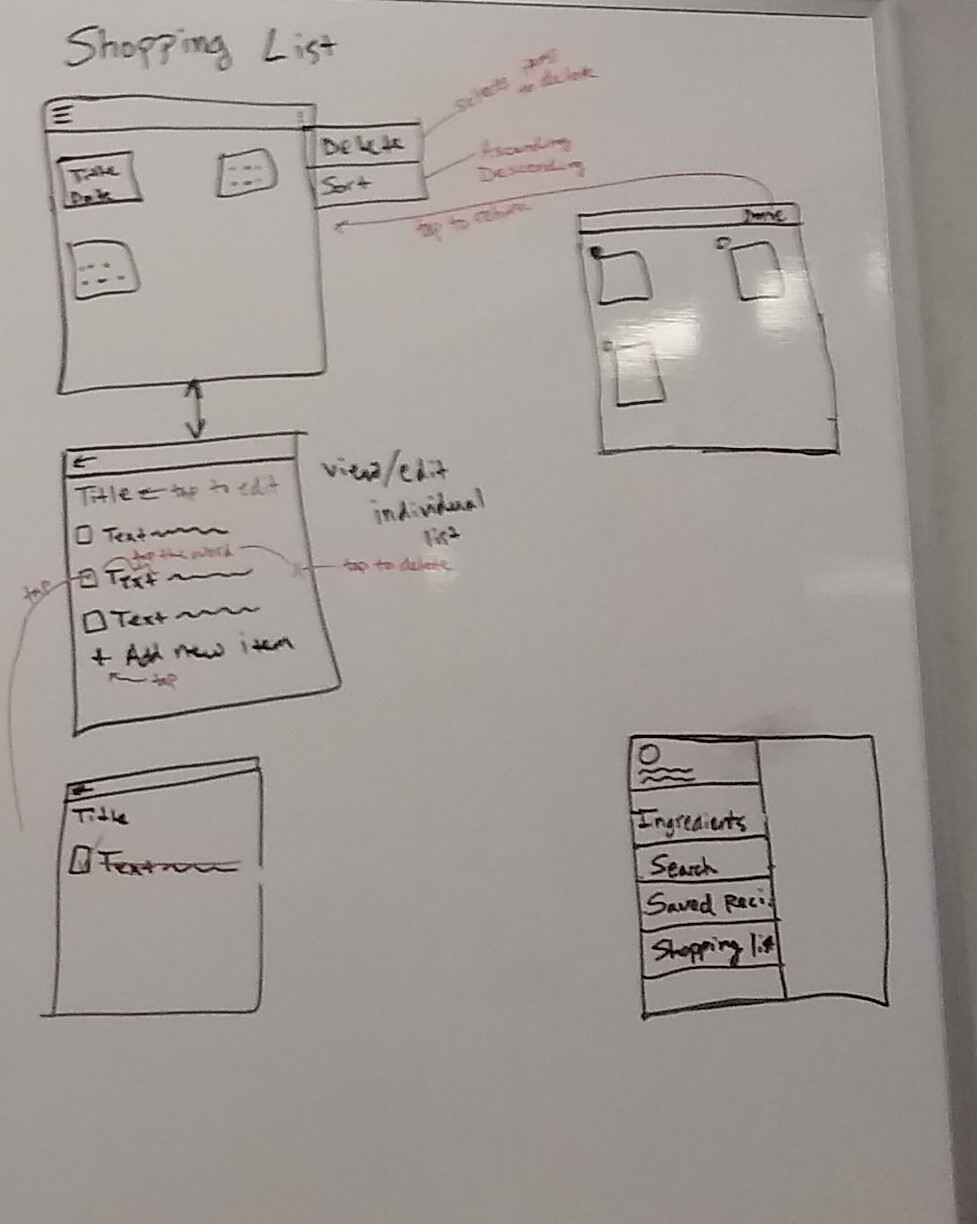 Shopping List
Title
Date
Delete
Sort
to delete
Ascending
Descending
tap to return
Done
Title ← tap to edit
Text
tap the word
tap
Text
tap to delete
Text
+ Add new item
tap
view/edit
individual
list
Title
Text
Ingredients
Search
Saved Reci.
Shopping list